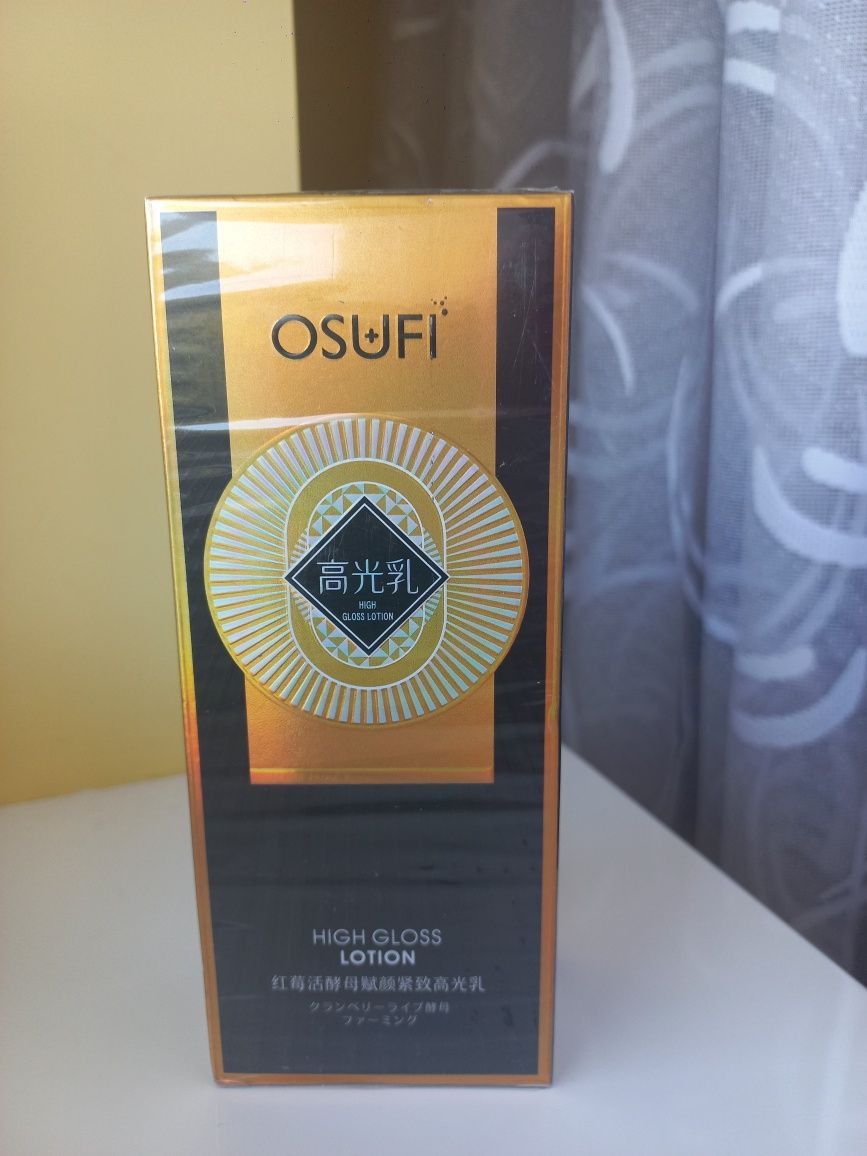 OSUFI
高光乳
HIGH
GLOSS LOTION
HIGH GLOSS
LOTION
红莓活酵母赋颜紧致高光乳
クランベリーライブ酵母
ファーミング